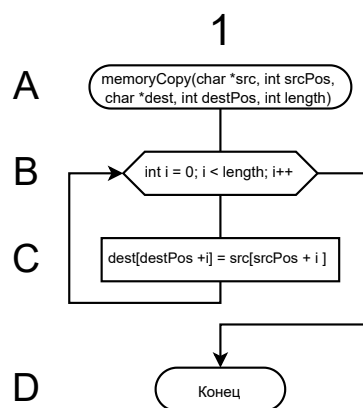 1
A
memoryCopy(char *src, int srcPos,
char *dest, int destPos, int length)
B
int i = 0; i < length; i++
C
dest[destPos +i] = src[srcPos + i ]
D
Конец